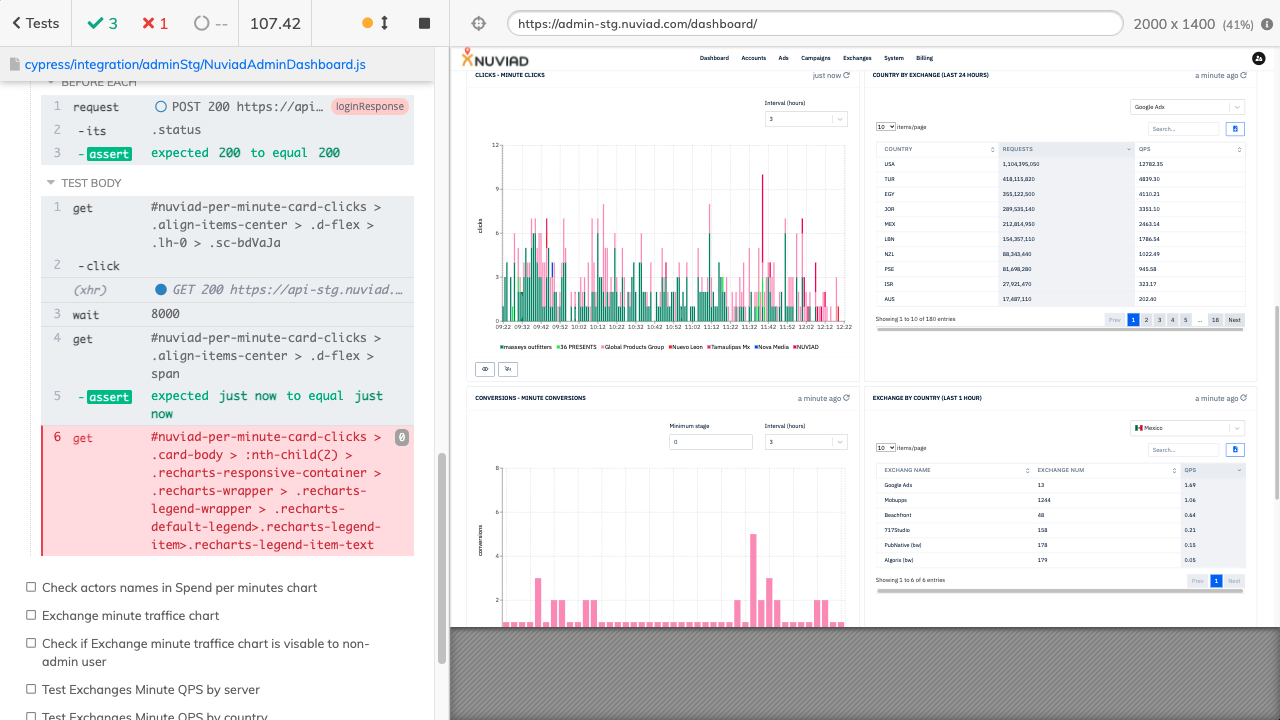 Tests
3
1
--
107.42
https://admin-stg.nuviad.com/dashboard/
2000 x 1400 (41%)
cypress/integration/adminStg/NuviadAdminDashboard.js
BEFORE EACH
1 request POST 200 https://api... loginResponse
2 -its .status
3 -assert expected 200 to equal 200
TEST BODY
1 get #nuviad-per-minute-card-clicks >
.align-items-center > .d-flex >
.lh-0 > .sc-bdVaJa
2 -click
(xhr) GET 200 https://api-stg.nuviad....
3 wait 8000
4 get #nuviad-per-minute-card-clicks >
.align-items-center > .d-flex >
span
5 -assert expected just now to equal just
now
6 get #nuviad-per-minute-card-clicks > 0
.card-body > :nth-child(2) >
.recharts-responsive-container >
.recharts-wrapper > .recharts-
legend-wrapper > .recharts-
default-legend>.recharts-legend-
item>.recharts-legend-item-text
Check actors names in Spend per minutes chart
Exchange minute traffice chart
Check if Exchange minute traffice chart is visable to non-
admin user
Test Exchanges Minute QPS by server
Test Exchanges Minute QPS by country
NUVIAD
Dashboard Accounts Ads Campaigns Exchanges System Billing
CLICKS - MINUTE CLICKS just now
Interval (hours)
3
12
9
6
3
0
clicks
09:22 09:32 09:42 09:52 10:02 10:12 10:22 10:32 10:42 10:52 11:02 11:12 11:22 11:32 11:42 11:52 12:02 12:12 12:22
masseys outfitters 36 PRESENTS Global Products Group Nuevo Leon Tamaulipas Mx Nova Media NUVIAD
COUNTRY BY EXCHANGE (LAST 24 HOURS) a minute ago
Google Adx
10 items/page Search...
COUNTRY REQUESTS QPS
USA 1,104,395,050 12782.35
TUR 418,115,820 4839.30
EGY 355,122,500 4110.21
JOR 289,535,140 3351.10
MEX 212,814,950 2463.14
LBN 154,357,110 1786.54
NZL 88,343,440 1022.49
PSE 81,698,280 945.58
ISR 27,921,470 323.17
AUS 17,487,110 202.40
Showing 1 to 10 of 180 entries Prev 1 2 3 4 5 ... 18 Next
CONVERSIONS - MINUTE CONVERSIONS a minute ago
Minimum stage Interval (hours)
0 3
8
6
4
2
conversions
EXCHANGE BY COUNTRY (LAST 1 HOUR) a minute ago
Mexico
10 items/page Search...
EXCHANG NAME EXCHANGE NUM QPS
Google Ads 13 1.69
Mobupps 1244 1.06
Beachfront 48 0.64
717Studio 158 0.21
PubNative (bw) 178 0.15
Algorix (bw) 179 0.05
Showing 1 to 6 of 6 entries Prev 1 Next